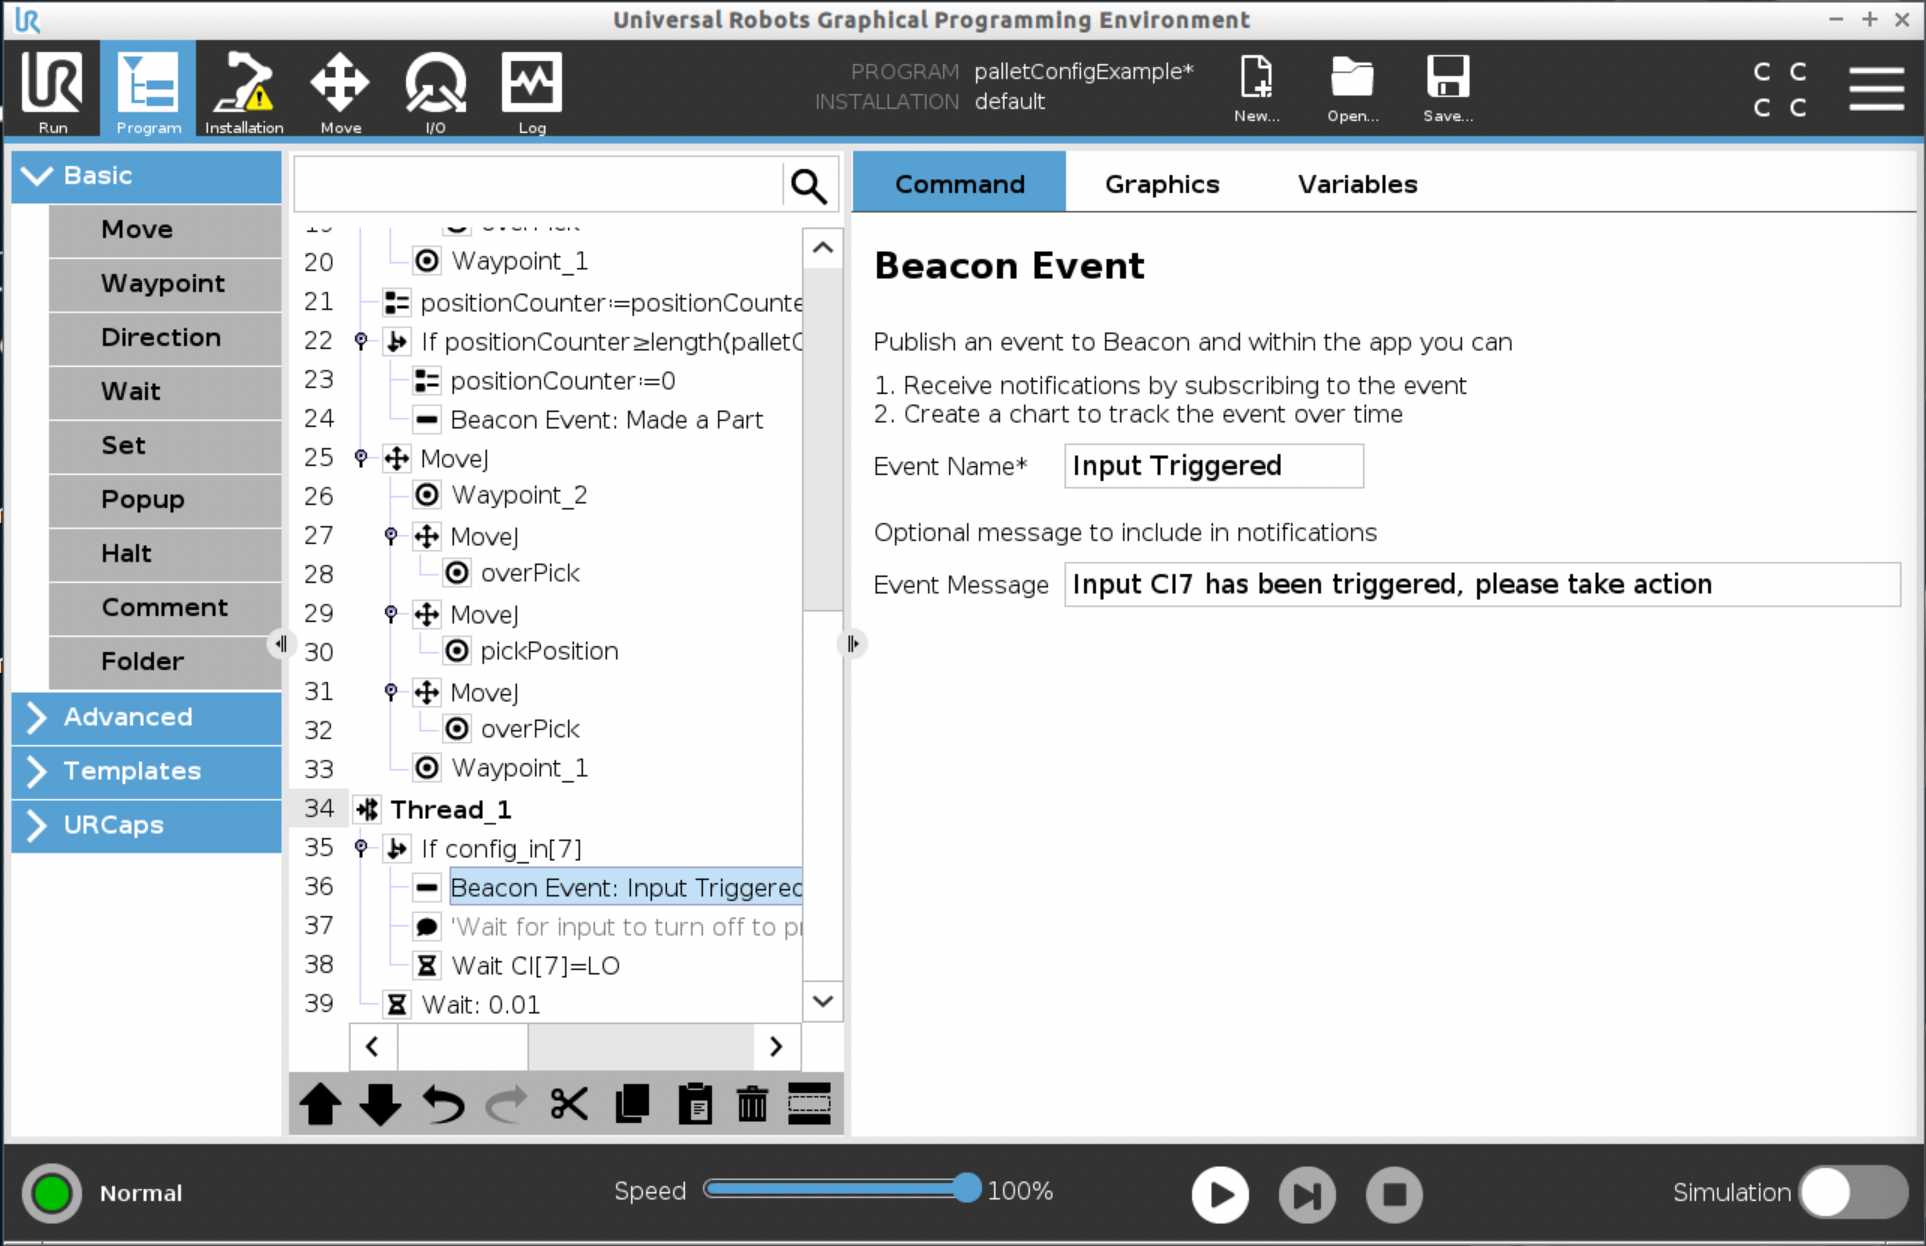 Universal Robots Graphical Programming Environment
Run
Program
Installation
Move
I/O
Log
PROGRAM palletConfigExample*
INSTALLATION default
New...
Open...
Save...
C C
C C
Basic
Move
Waypoint
Direction
Wait
Set
Popup
Halt
Comment
Folder
Advanced
Templates
URCaps
19 overPick
20 Waypoint_1
21 positionCounter:=positionCounte
22 If positionCounter≥length(palletC
23 positionCounter:=0
24 Beacon Event: Made a Part
25 MoveJ
26 Waypoint_2
27 MoveJ
28 overPick
29 MoveJ
30 pickPosition
31 MoveJ
32 overPick
33 Waypoint_1
34 Thread_1
35 If config_in[7]
36 Beacon Event: Input Triggered
37 'Wait for input to turn off to pr
38 Wait CI[7]=LO
39 Wait: 0.01
Command
Graphics
Variables
Beacon Event
Publish an event to Beacon and within the app you can
1. Receive notifications by subscribing to the event
2. Create a chart to track the event over time
Event Name* Input Triggered
Optional message to include in notifications
Event Message Input CI7 has been triggered, please take action
Normal
Speed 100%
Simulation